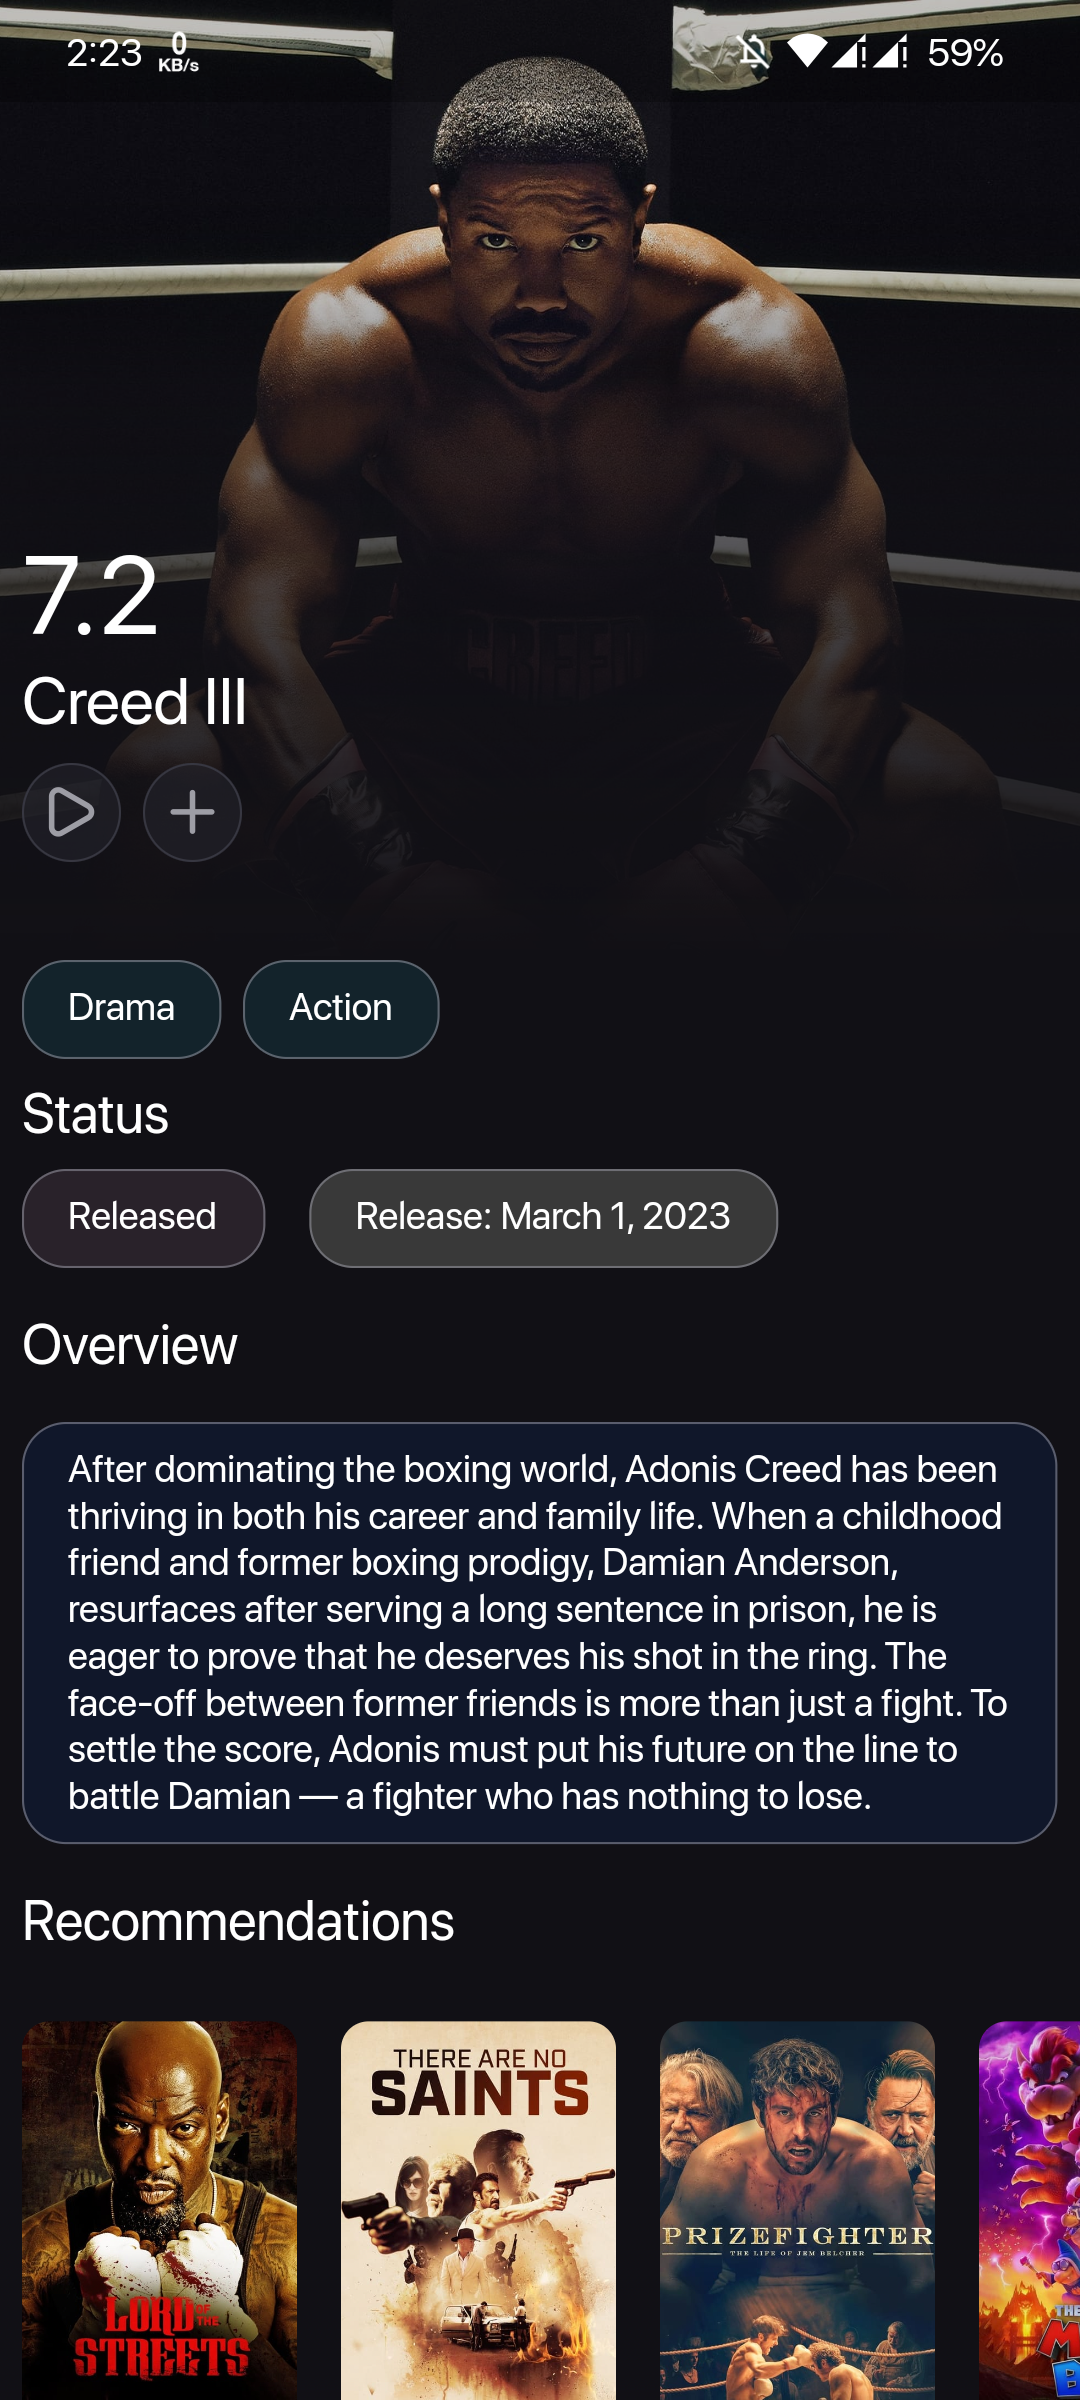 2:23 0 KB/s 59%
7.2
Creed III
Drama Action
Status
Released Release: March 1, 2023
Overview
After dominating the boxing world, Adonis Creed has been
thriving in both his career and family life. When a childhood
friend and former boxing prodigy, Damian Anderson,
resurfaces after serving a long sentence in prison, he is
eager to prove that he deserves his shot in the ring. The
face-off between former friends is more than just a fight. To
settle the score, Adonis must put his future on the line to
battle Damian — a fighter who has nothing to lose.
Recommendations
LORD OF THE
STREETS
THERE ARE NO
SAINTS
PRIZEFIGHTER
THE LIFE OF JEM BELCHER
THE
M
B